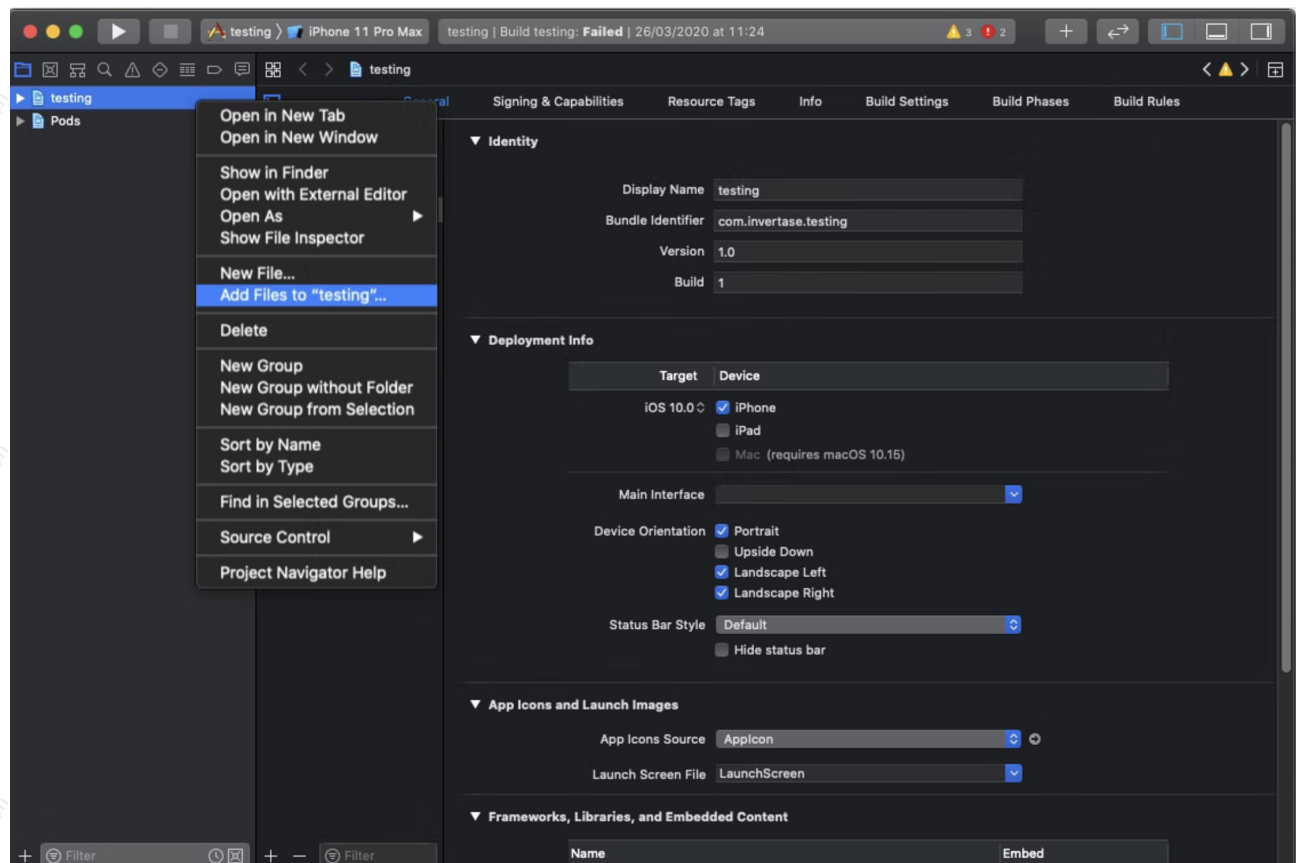 testing 〉 iPhone 11 Pro Max
testing | Build testing: Failed | 26/03/2020 at 11:24
3
2
testing
testing
Pods
General
Signing & Capabilities
Resource Tags
Info
Build Settings
Build Phases
Build Rules
Open in New Tab
Open in New Window
Show in Finder
Open with External Editor
Open As
Show File Inspector
New File...
Add Files to “testing”...
Delete
New Group
New Group without Folder
New Group from Selection
Sort by Name
Sort by Type
Find in Selected Groups...
Source Control
Project Navigator Help
Identity
Display Name testing
Bundle Identifier com.invertase.testing
Version 1.0
Build 1
Deployment Info
Target Device
iOS 10.0 iPhone
iPad
Mac (requires macOS 10.15)
Main Interface
Device Orientation Portrait
Upside Down
Landscape Left
Landscape Right
Status Bar Style Default
Hide status bar
App Icons and Launch Images
App Icons Source AppIcon
Launch Screen File LaunchScreen
Frameworks, Libraries, and Embedded Content
Name Embed
Filter
Filter